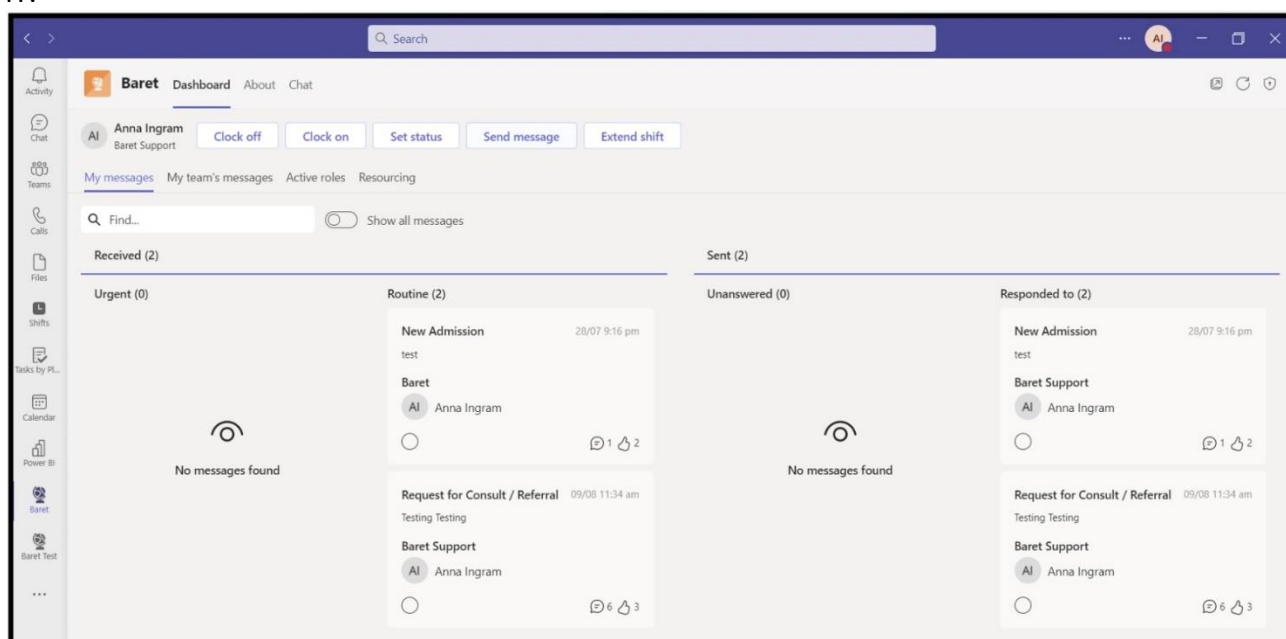 Search
...
AI
Activity
Chat
Teams
Calls
Files
Shifts
Tasks by Pl...
Calendar
Power BI
Baret
Baret Test
...
Baret Dashboard About Chat
AI Anna Ingram
Baret Support
Clock off Clock on Set status Send message Extend shift
My messages My team's messages Active roles Resourcing
Find... Show all messages
Received (2)
Urgent (0)
No messages found
Routine (2)
New Admission 28/07 9:16 pm
test
Baret
AI Anna Ingram
1 2
Request for Consult / Referral 09/08 11:34 am
Testing Testing
Baret Support
AI Anna Ingram
6 3
Sent (2)
Unanswered (0)
No messages found
Responded to (2)
New Admission 28/07 9:16 pm
test
Baret Support
AI Anna Ingram
1 2
Request for Consult / Referral 09/08 11:34 am
Testing Testing
Baret Support
AI Anna Ingram
6 3